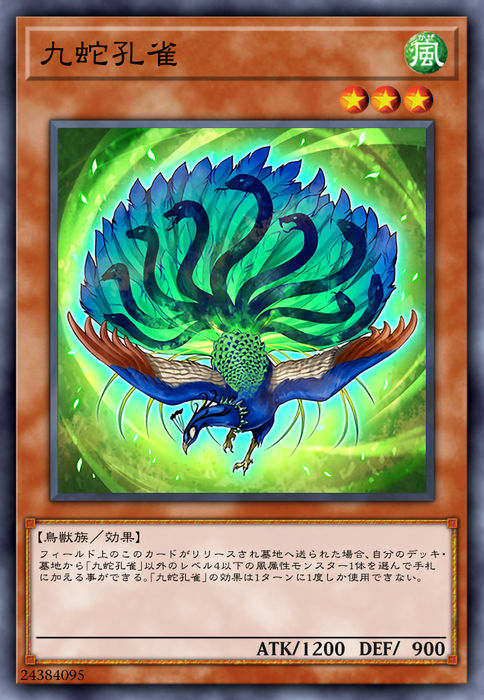 九蛇孔雀
かぜ
風
【鳥獣族／効果】
フィールド上のこのカードがリリースされ墓地へ送られた場合、自分のデッキ・
墓地から「九蛇孔雀」以外のレベル4以下の風属性モンスター1体を選んで手札
に加える事ができる。「九蛇孔雀」の効果は1ターンに1度しか使用できない。
ATK/1200 DEF/ 900
24384095